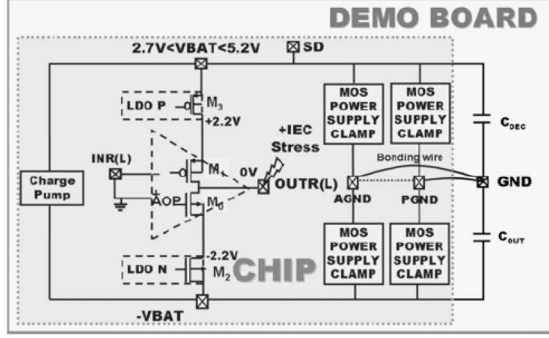 DEMO BOARD
2.7V<VBAT<5.2V
SD
LDO P
M₃
+2.2V
MOS
POWER
SUPPLY
CLAMP
MOS
POWER
SUPPLY
CLAMP
C_DEC
+IEC
Stress
INR(L)
M₁
0V
OUTR(L)
Bonding wire
GND
Charge
Pump
AOP
M₀
AGND
PGND
-2.2V
LDO N
M₂
CHIP
MOS
POWER
SUPPLY
CLAMP
MOS
POWER
SUPPLY
CLAMP
C_OUT
-VBAT